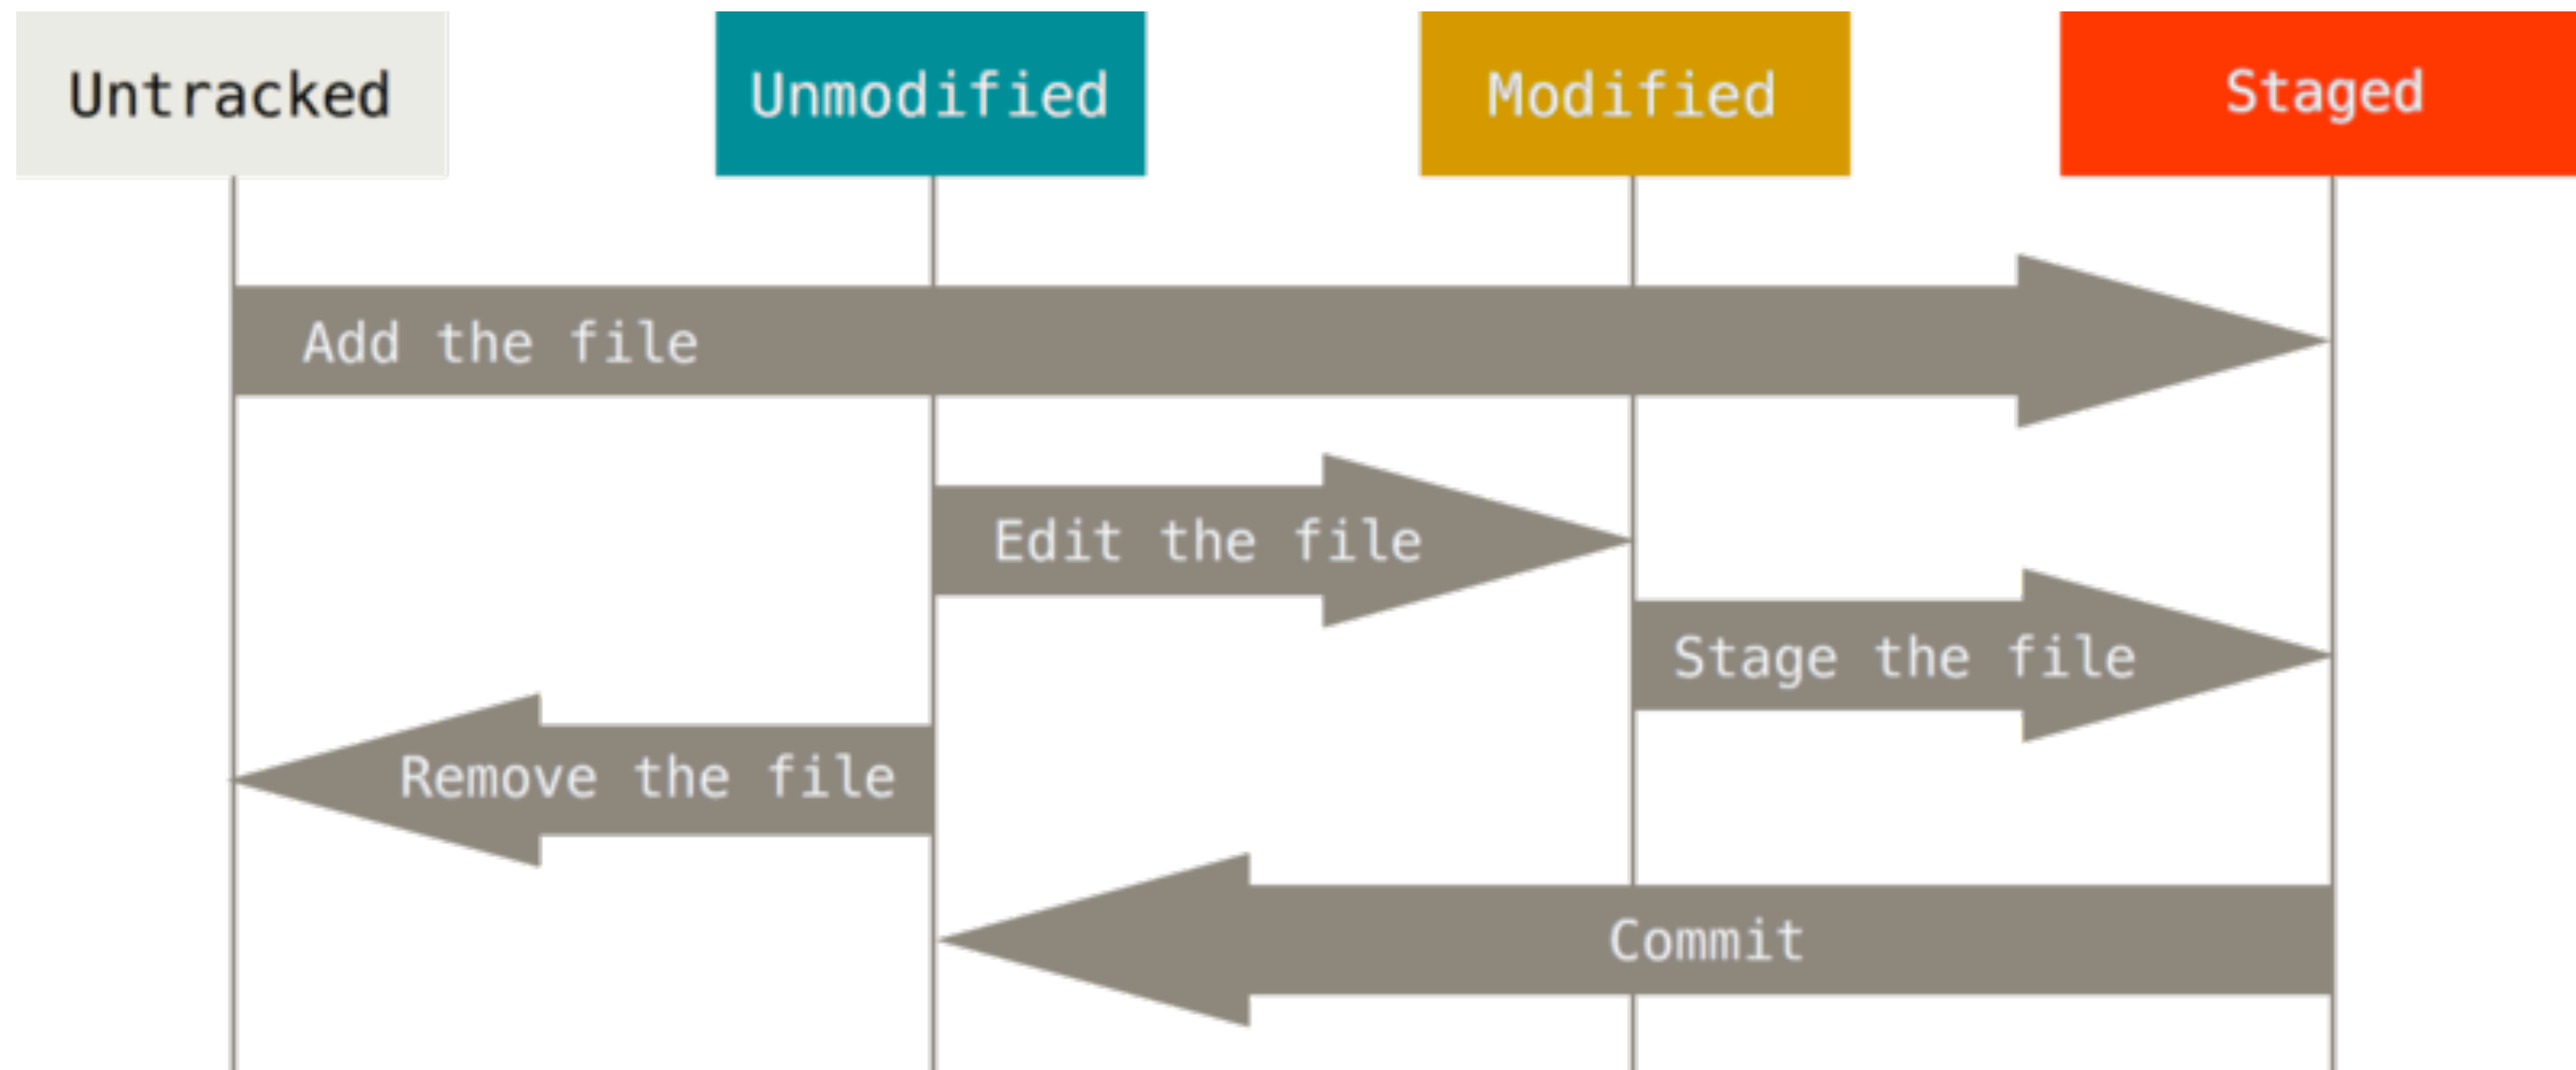 Untracked
Unmodified
Modified
Staged
Add the file
Edit the file
Stage the file
Remove the file
Commit